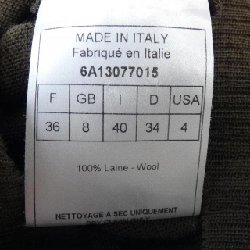 MADE IN ITALY
Fabriqué en Italie
6A13077015
F GB I D USA
36 8 40 34 4
100% Laine - Wool
NETTOYAGE A SEC UNIQUEMENT